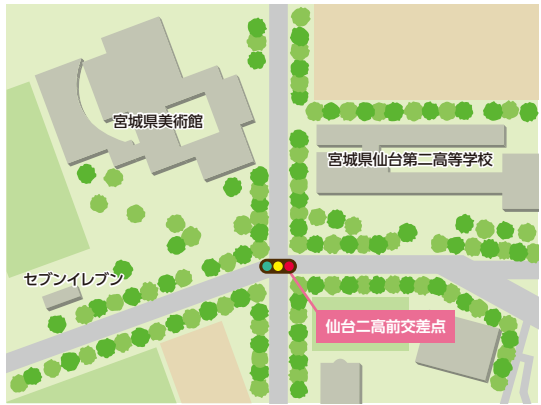 宮城県美術館
宮城県仙台第二高等学校
セブンイレブン
仙台二高前交差点